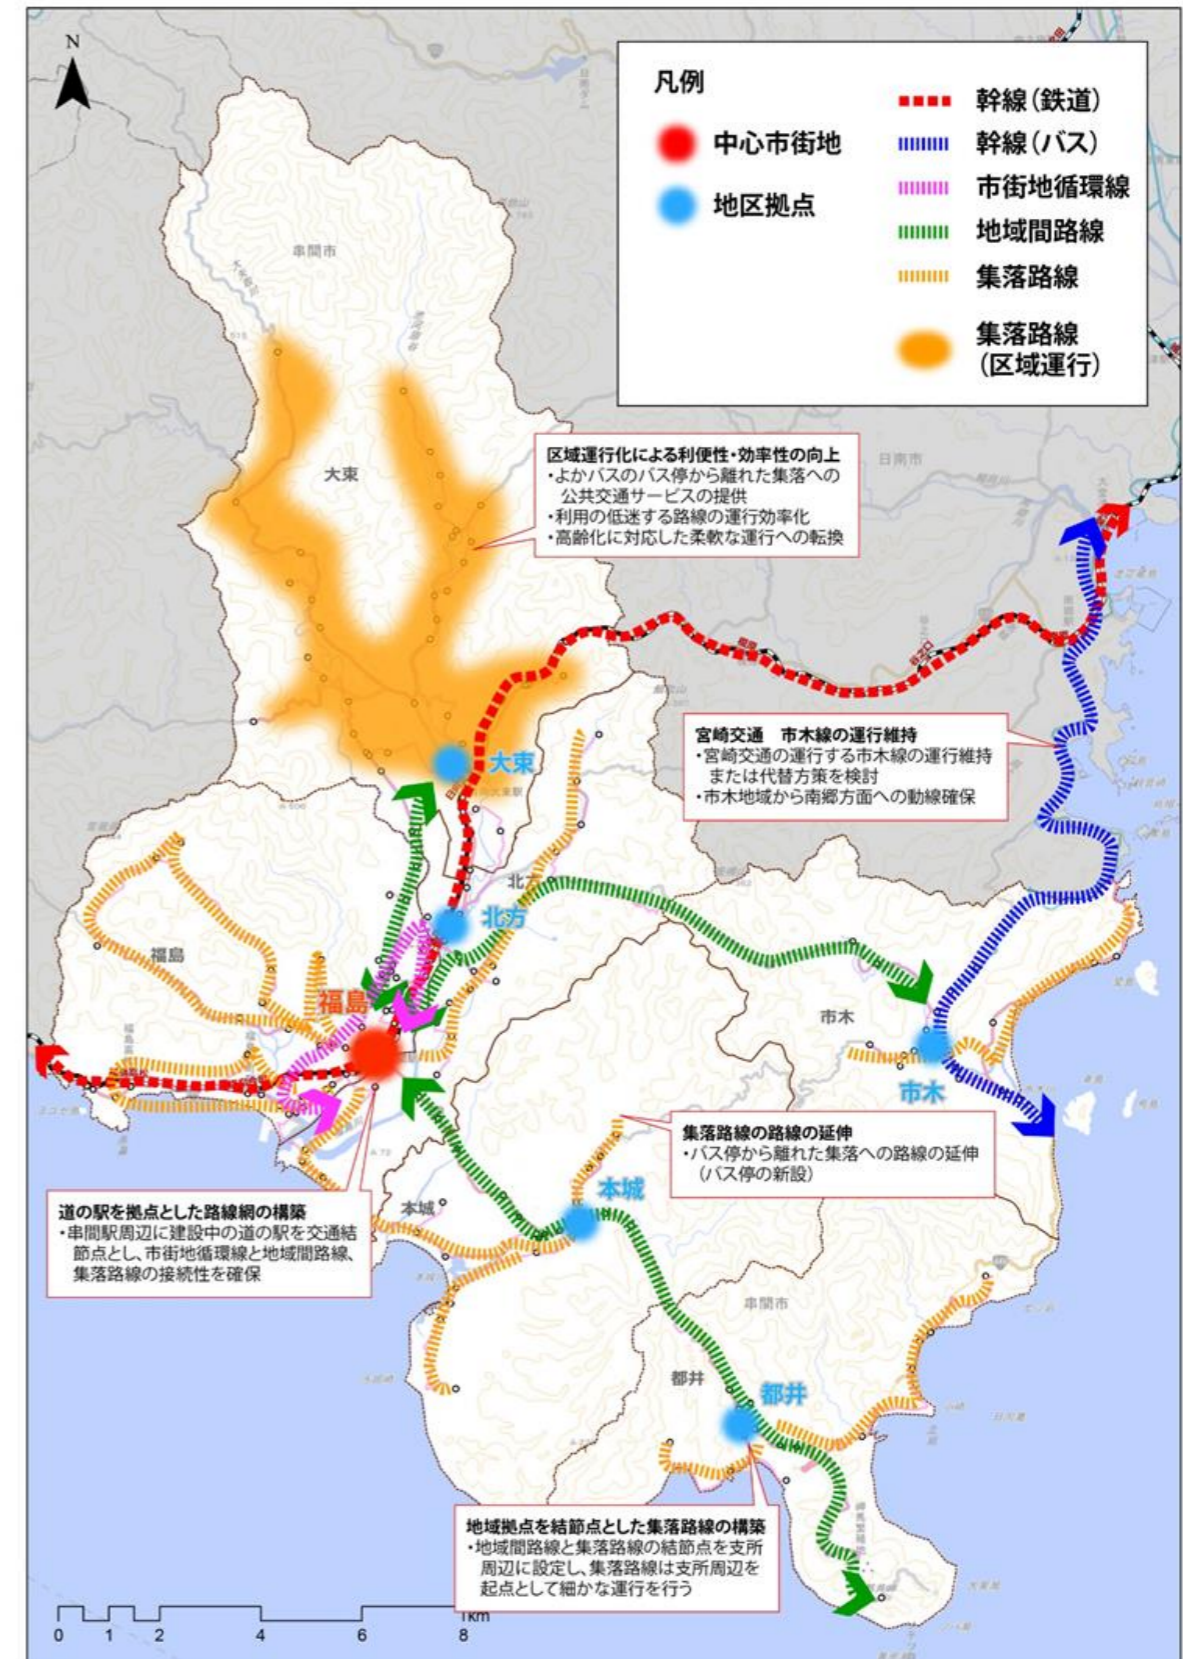 N
凡例
中心市街地
地区拠点
幹線（鉄道）
幹線（バス）
市街地循環線
地域間路線
集落路線
集落路線
（区域運行）
串間市
大束
日南市
区域運行化による利便性・効率性の向上
・よかバスのバス停から離れた集落への
公共交通サービスの提供
・利用の低迷する路線の運行効率化
・高齢化に対応した柔軟な運行への転換
宮崎交通　市木線の運行維持
・宮崎交通の運行する市木線の運行維持
または代替方策を検討
・市木地域から南郷方面への動線確保
大束
北方
北方
福島
福島
市木
市木
集落路線の路線の延伸
・バス停から離れた集落への路線の延伸
（バス停の新設）
本城
本城
道の駅を拠点とした路線網の構築
・串間駅周辺に建設中の道の駅を交通結
節点とし、市街地循環線と地域間路線、
集落路線の接続性を確保
串間市
都井
都井
地域拠点を結節点とした集落路線の構築
・地域間路線と集落路線の結節点を支所
周辺に設定し、集落路線は支所周辺を
起点として細かな運行を行う
km
0 1 2 4 6 8